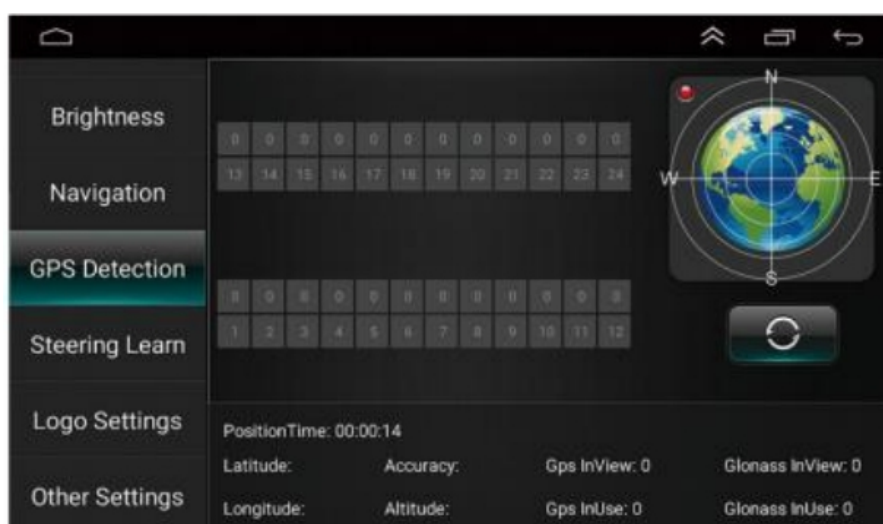 Brightness
Navigation
GPS Detection
Steering Learn
Logo Settings
Other Settings
0 0 0 0 0 0 0 0 0 0 0 0
13 14 15 16 17 18 19 20 21 22 23 24
0 0 0 0 0 0 0 0 0 0 0 0
1 2 3 4 5 6 7 8 9 10 11 12
N
W E
S
PositionTime: 00:00:14
Latitude: Accuracy: Gps InView: 0 Glonass InView: 0
Longitude: Altitude: Gps InUse: 0 Glonass InUse: 0